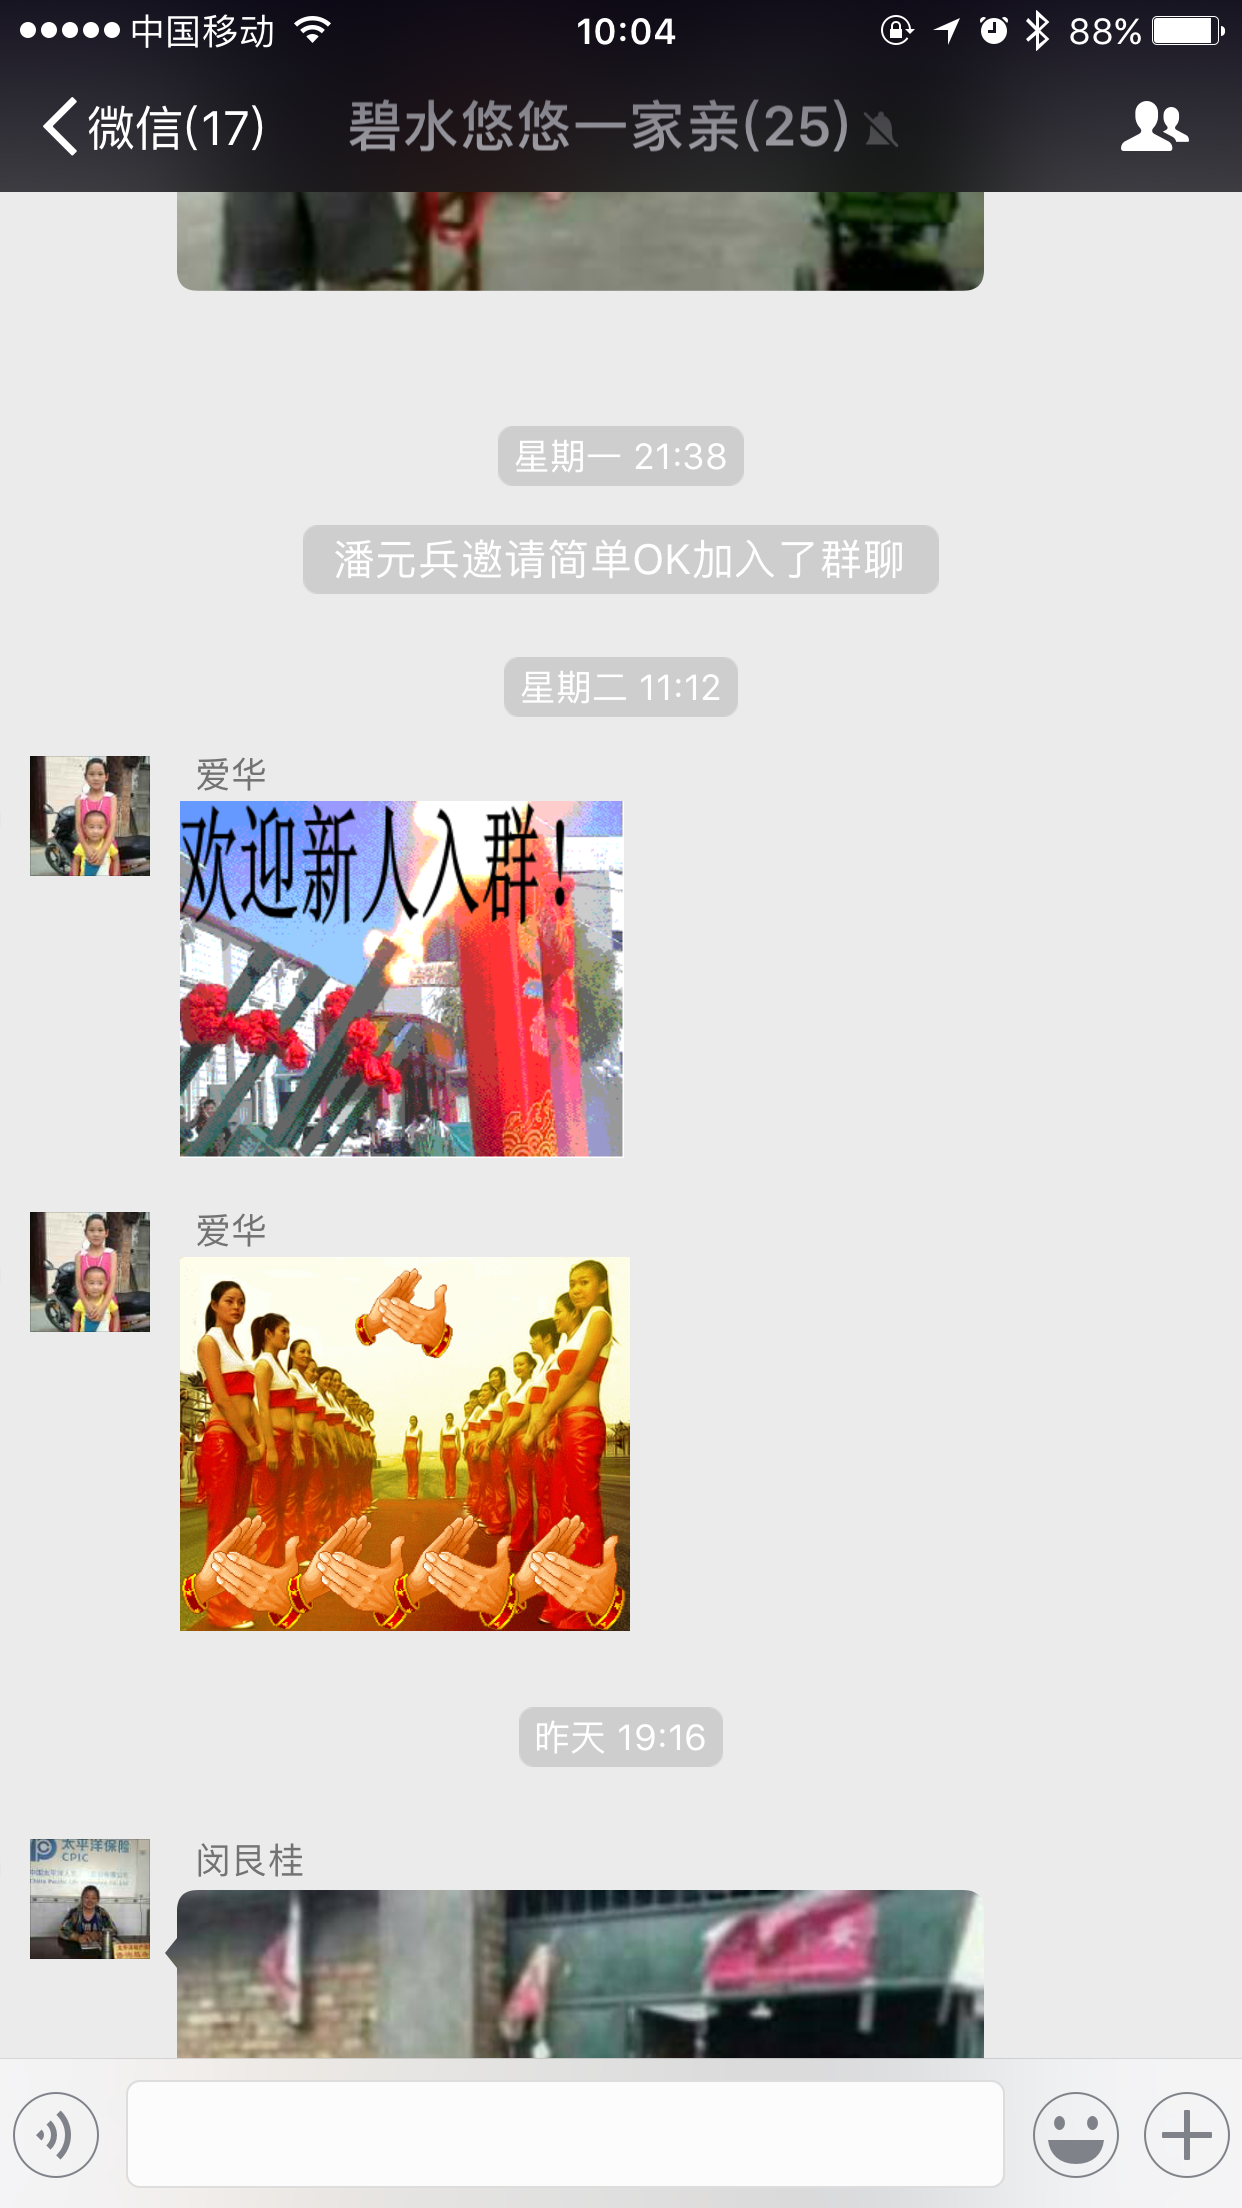 中国移动
10:04
88%
微信(17)
碧水悠悠一家亲(25)
星期一 21:38
潘元兵邀请简单OK加入了群聊
星期二 11:12
爱华
欢迎新人入群!
爱华
昨天 19:16
闵艮桂
太平洋保险
CPIC